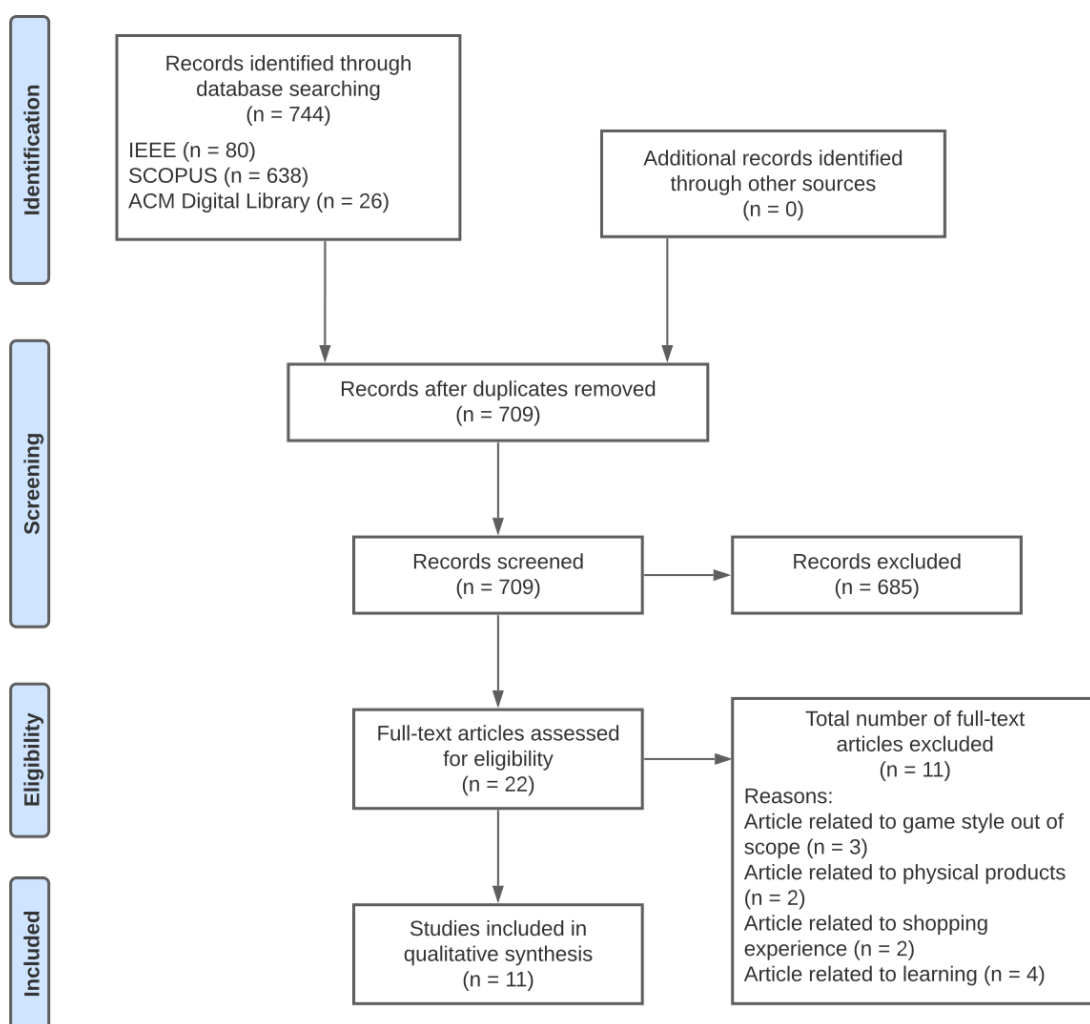 Identification
Records identified through
database searching
(n = 744)
IEEE (n = 80)
SCOPUS (n = 638)
ACM Digital Library (n = 26)
Additional records identified
through other sources
(n = 0)
Screening
Records after duplicates removed
(n = 709)
Records screened
(n = 709)
Records excluded
(n = 685)
Eligibility
Full-text articles assessed
for eligibility
(n = 22)
Total number of full-text
articles excluded
(n = 11)
Reasons:
Article related to game style out of
scope (n = 3)
Article related to physical products
(n = 2)
Article related to shopping
experience (n = 2)
Article related to learning (n = 4)
Included
Studies included in
qualitative synthesis
(n = 11)